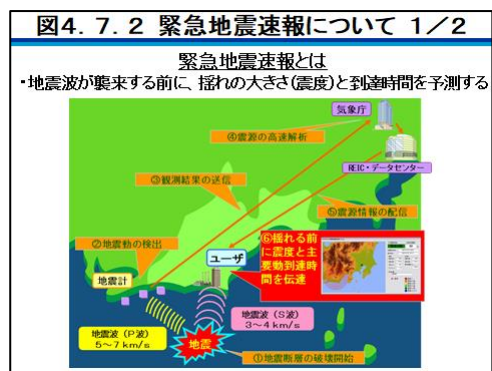 図4.7.2 緊急地震速報について 1/2
緊急地震速報とは
・地震波が襲来する前に、揺れの大きさ(震度)と到達時間を予測する
気象庁
④震源の高速解析
REIC・データセンター
③観測結果の送信
⑤震源情報の配信
②地震動の検出
ユーザ
⑥揺れる前
に震度と主
要動到達時
間を伝達
地震計
地震波(P波)
5~7 km/s
地震波(S波)
3~4 km/s
地震
①地震断層の破壊開始